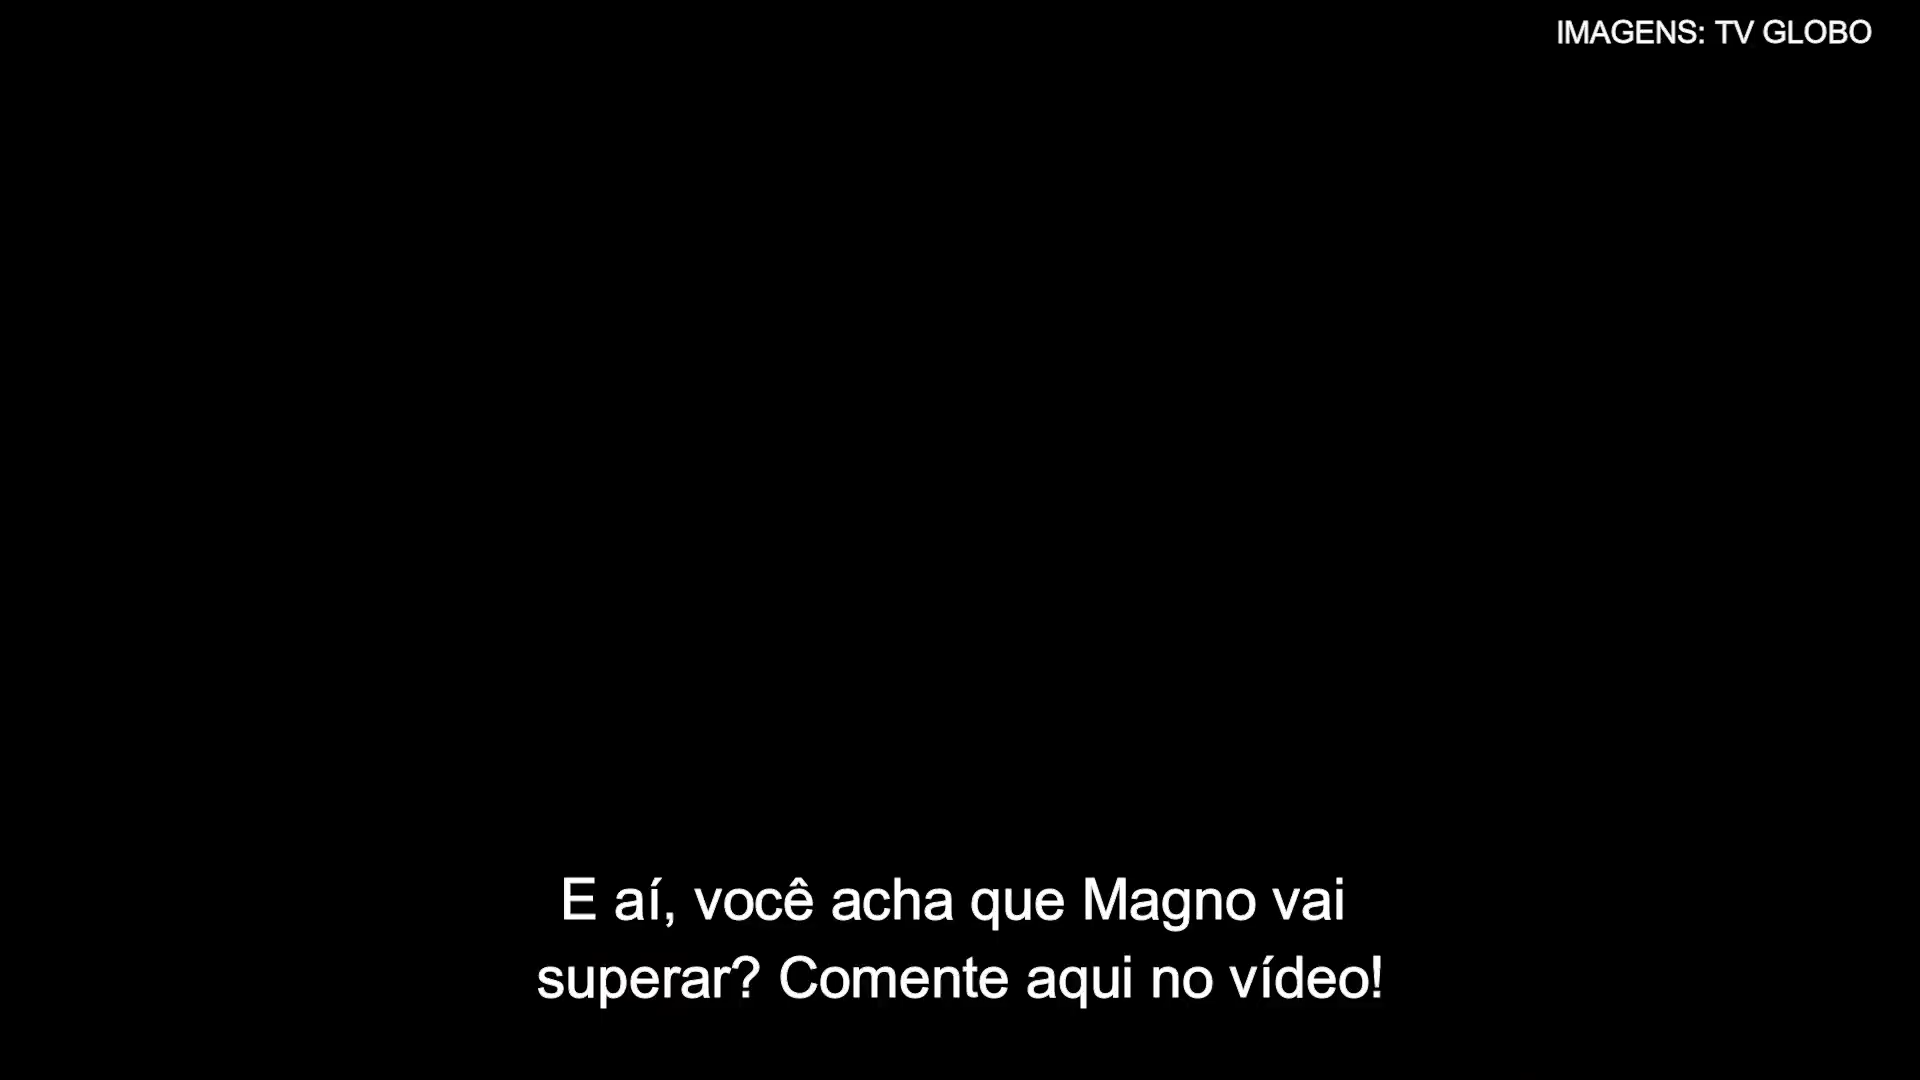 IMAGENS: TV GLOBO
E aí, você acha que Magno vai
superar? Comente aqui no vídeo!